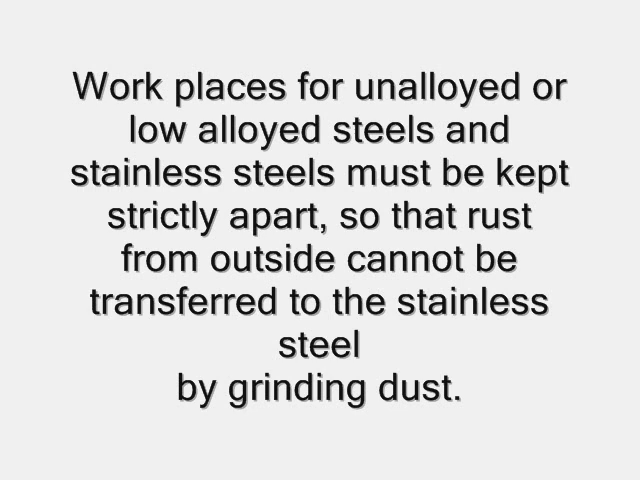 Work places for unalloyed or
low alloyed steels and
stainless steels must be kept
strictly apart, so that rust
from outside cannot be
transferred to the stainless
steel
by grinding dust.